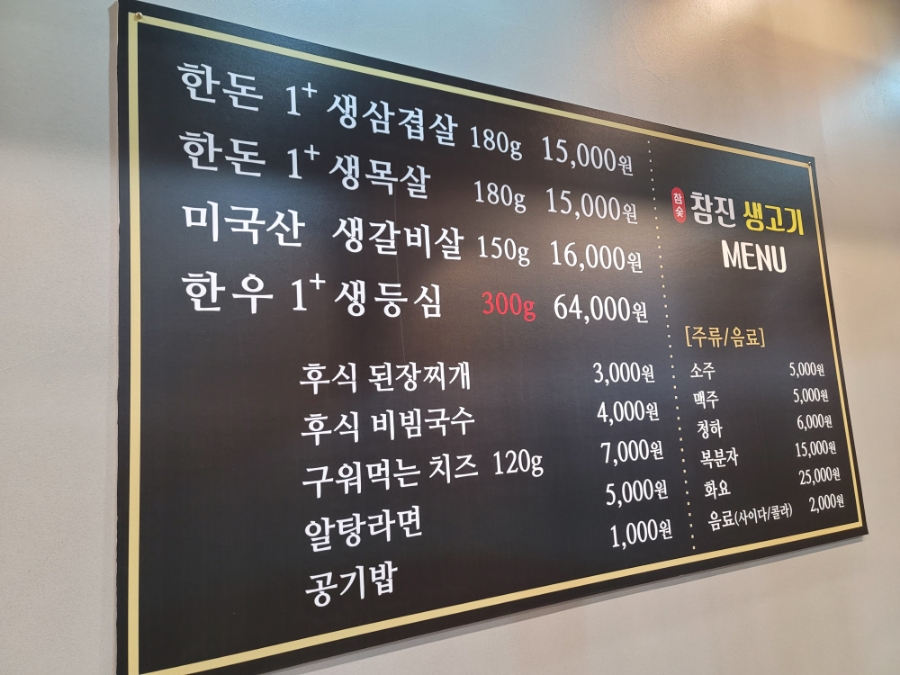 한돈 1+ 생삼겹살 180g 15,000원
한돈 1+ 생목살 180g 15,000원
미국산 생갈비살 150g 16,000원
한우 1+ 생등심 300g 64,000원
후식 된장찌개 3,000원
후식 비빔국수 4,000원
구워먹는 치즈 120g 7,000원
알탕라면 5,000원
공기밥 1,000원
참숯 참진 생고기
MENU
[주류/음료]
소주 5,000원
맥주 5,000원
청하 6,000원
복분자 15,000원
화요 25,000원
음료(사이다/콜라) 2,000원